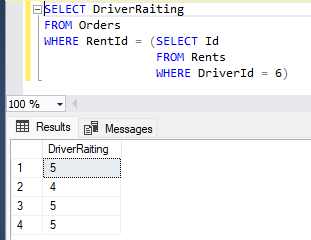 SELECT DriverRaiting
FROM Orders
WHERE RentId = (SELECT Id
FROM Rents
WHERE DriverId = 6)
100 %
Results Messages
DriverRaiting
1 5
2 4
3 5
4 5